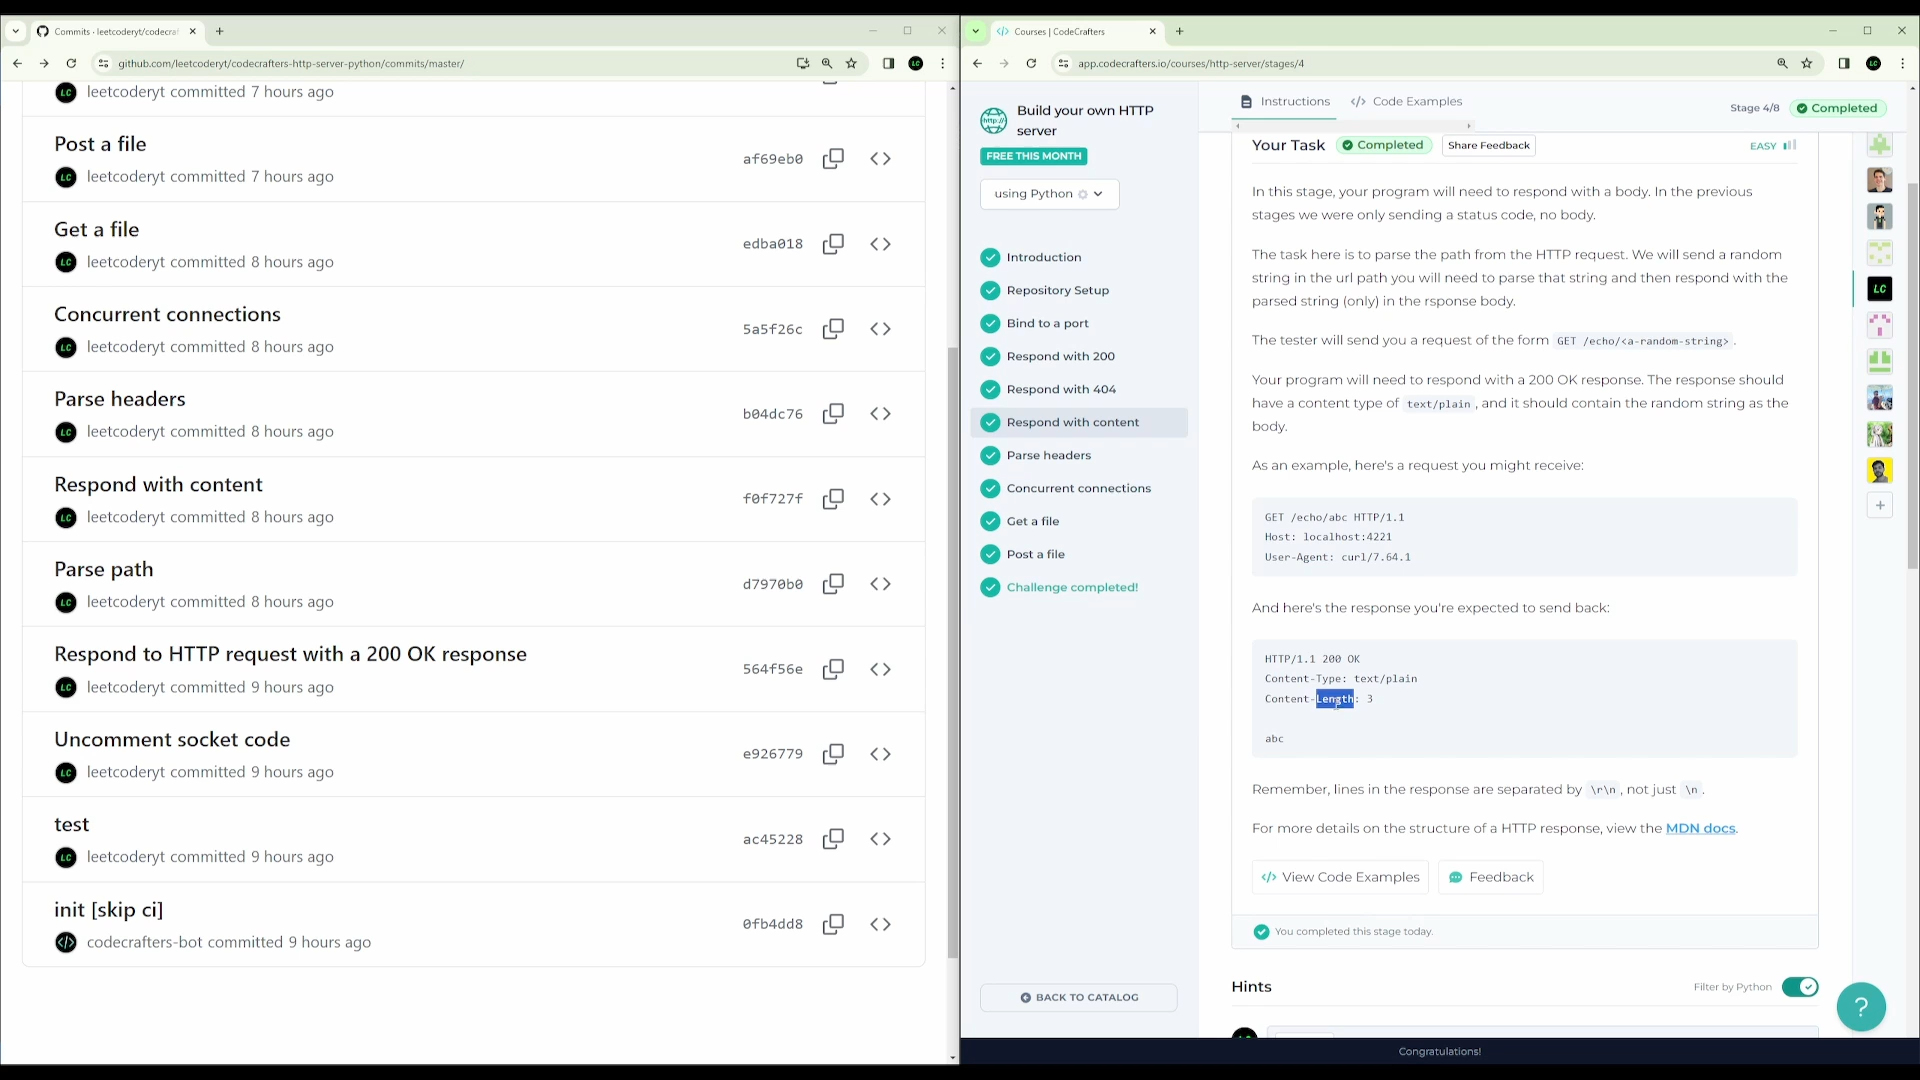 Commits · leetcoderyt/codecra
github.com/leetcoderyt/codecrafters-http-server-python/commits/master/
leetcoderyt committed 7 hours ago
Post a file
leetcoderyt committed 7 hours ago
af69eb0
Get a file
leetcoderyt committed 8 hours ago
edba018
Concurrent connections
leetcoderyt committed 8 hours ago
5a5f26c
Parse headers
leetcoderyt committed 8 hours ago
b04dc76
Respond with content
leetcoderyt committed 8 hours ago
f0f727f
Parse path
leetcoderyt committed 8 hours ago
d7970b0
Respond to HTTP request with a 200 OK response
leetcoderyt committed 9 hours ago
564f56e
Uncomment socket code
leetcoderyt committed 9 hours ago
e926779
test
leetcoderyt committed 9 hours ago
ac45228
init [skip ci]
codecrafters-bot committed 9 hours ago
0fb4dd8
Courses | CodeCrafters
app.codecrafters.io/courses/http-server/stages/4
http://
Build your own HTTP
server
FREE THIS MONTH
using Python
Introduction
Repository Setup
Bind to a port
Respond with 200
Respond with 404
Respond with content
Parse headers
Concurrent connections
Get a file
Post a file
Challenge completed!
BACK TO CATALOG
Instructions
</> Code Examples
Stage 4/8
Completed
Your Task
Completed
Share Feedback
EASY
In this stage, your program will need to respond with a body. In the previous
stages we were only sending a status code, no body.
The task here is to parse the path from the HTTP request. We will send a random
string in the url path you will need to parse that string and then respond with the
parsed string (only) in the rsponse body.
The tester will send you a request of the form GET /echo/<a-random-string> .
Your program will need to respond with a 200 OK response. The response should
have a content type of text/plain , and it should contain the random string as the
body.
As an example, here's a request you might receive:
GET /echo/abc HTTP/1.1
Host: localhost:4221
User-Agent: curl/7.64.1
And here's the response you're expected to send back:
HTTP/1.1 200 OK
Content-Type: text/plain
Content-Length: 3
abc
Remember, lines in the response are separated by \r\n , not just \n .
For more details on the structure of a HTTP response, view the MDN docs.
</> View Code Examples
Feedback
You completed this stage today.
Hints
Filter by Python
LC
?
Congratulations!